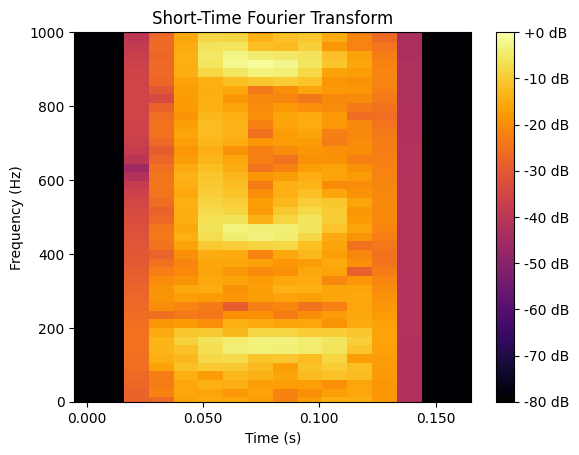 Short-Time Fourier Transform
1000
800
600
400
200
0
Frequency (Hz)
0.000
0.050
0.100
0.150
Time (s)
+0 dB
-10 dB
-20 dB
-30 dB
-40 dB
-50 dB
-60 dB
-70 dB
-80 dB